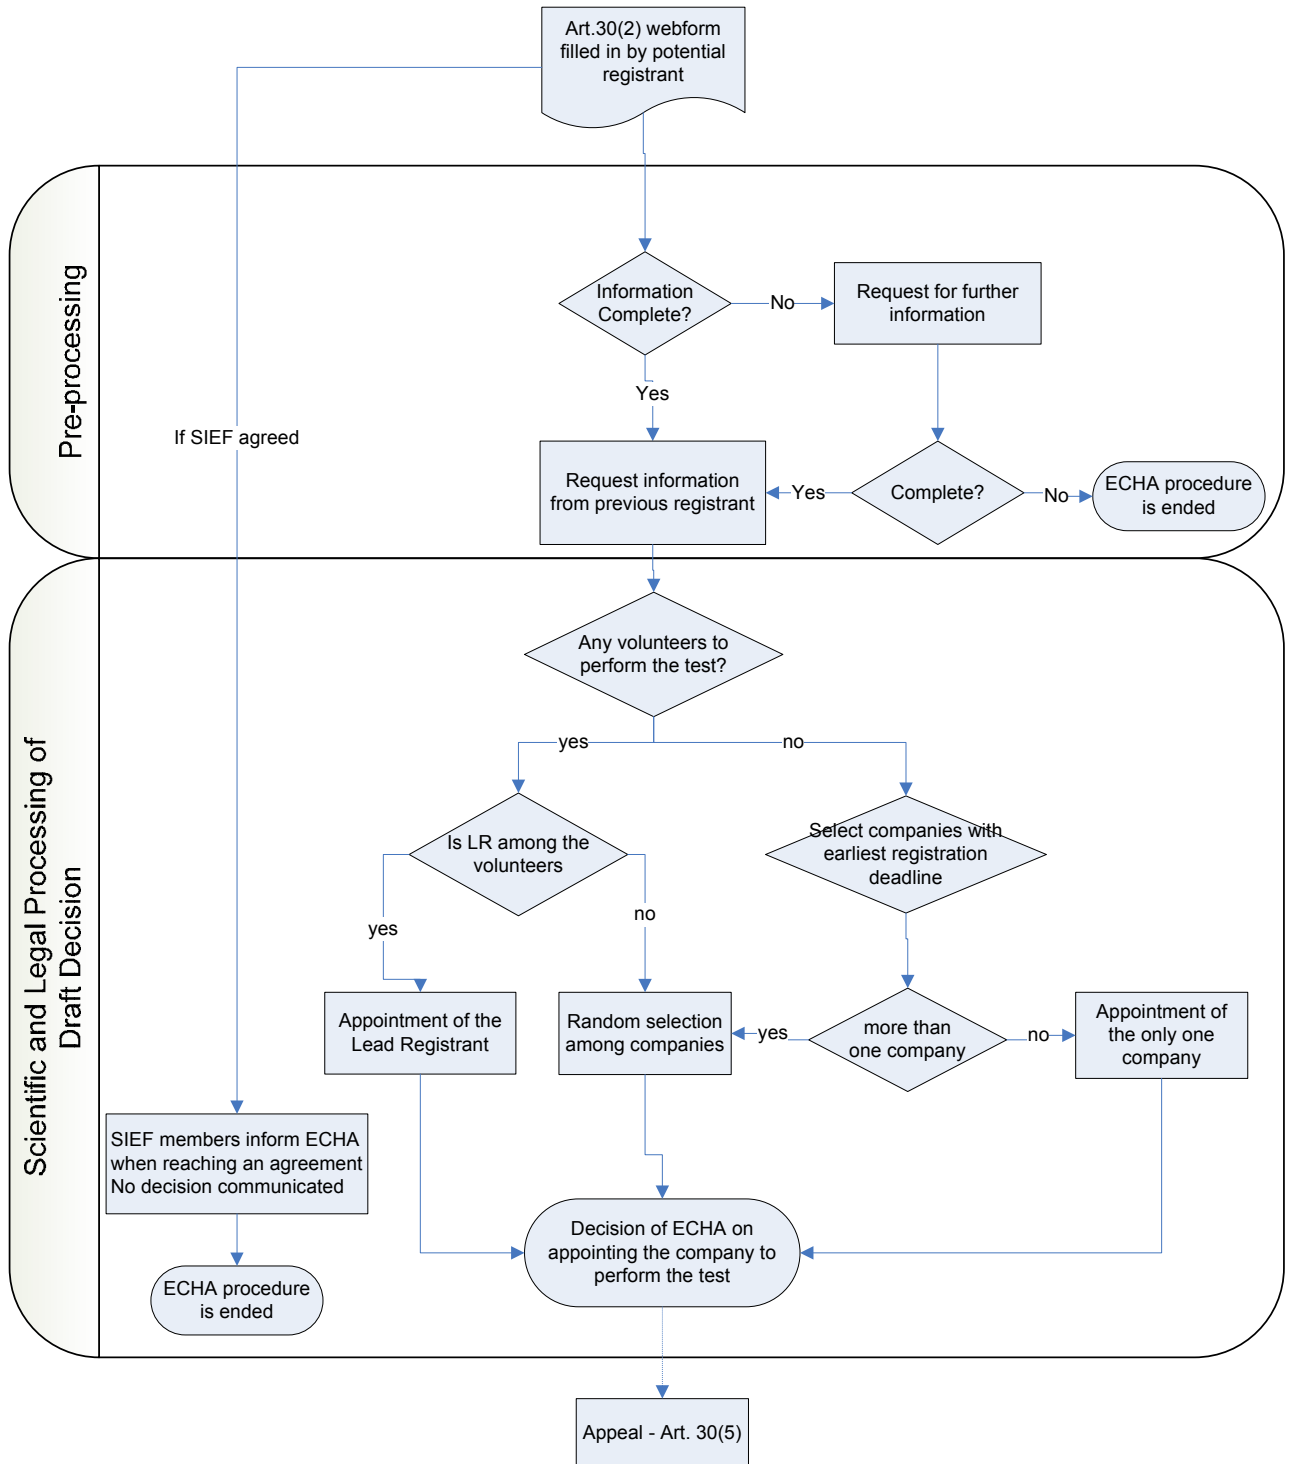 Art.30(2) webform
filled in by potential
registrant
Pre-processing
Information
Complete?
No
Request for further
information
Yes
If SIEF agreed
Request information
from previous registrant
Yes
Complete?
No
ECHA procedure
is ended
Scientific and Legal Processing of
Draft Decision
Any volunteers to
perform the test?
yes
no
Is LR among the
volunteers
Select companies with
earliest registration
deadline
yes
no
Appointment of the
Lead Registrant
Random selection
among companies
yes
more than
one company
no
Appointment of
the only one
company
SIEF members inform ECHA
when reaching an agreement
No decision communicated
Decision of ECHA on
appointing the company to
perform the test
ECHA procedure
is ended
Appeal - Art. 30(5)